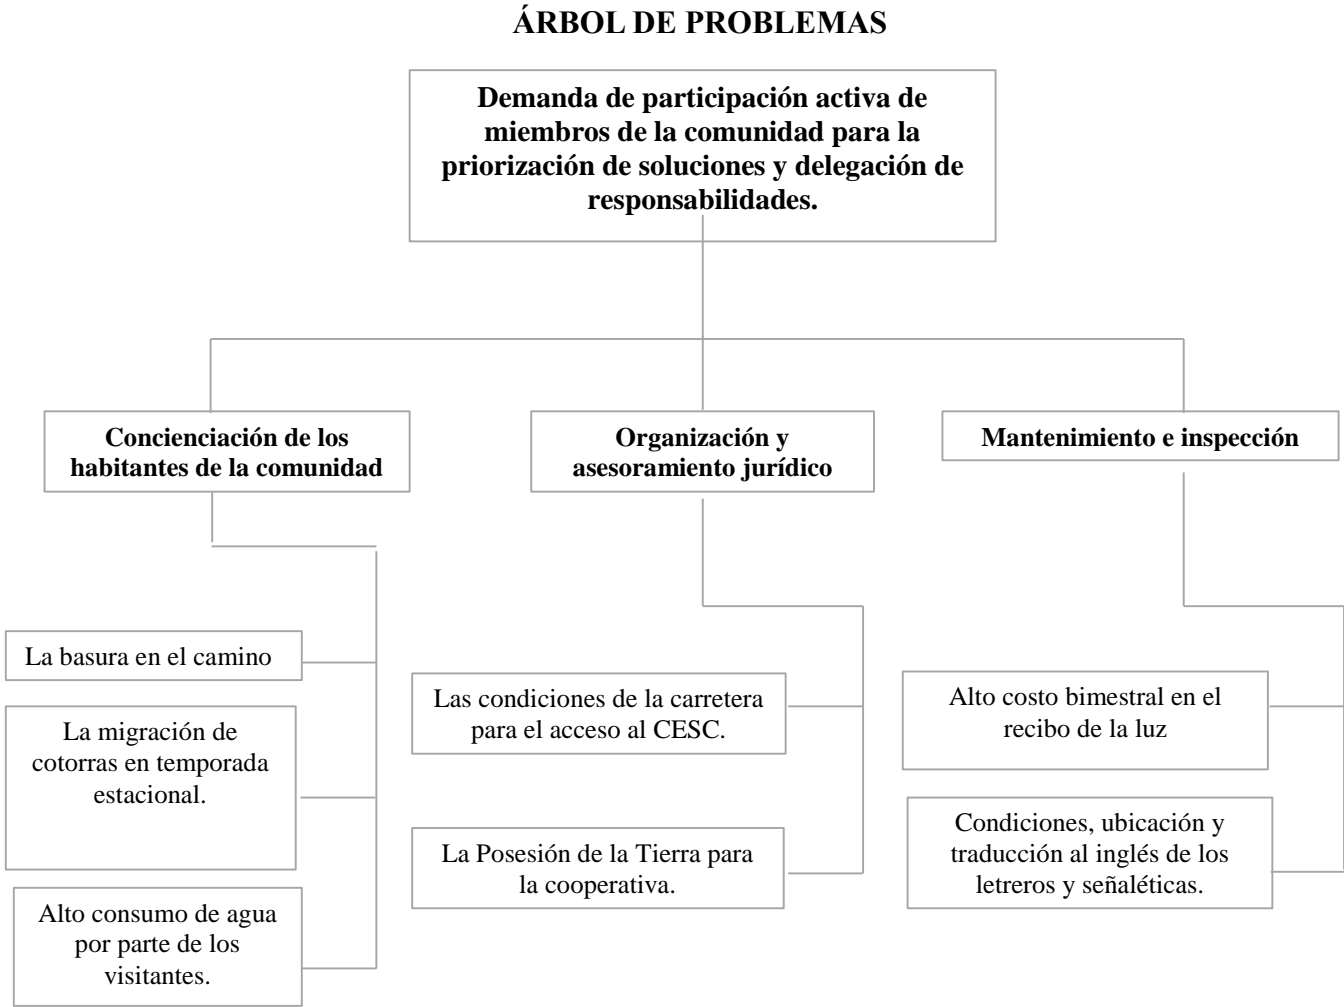 ÁRBOL DE PROBLEMAS
Demanda de participación activa de
miembros de la comunidad para la
priorización de soluciones y delegación de
responsabilidades.
Concienciación de los
habitantes de la comunidad
Organización y
asesoramiento jurídico
Mantenimiento e inspección
La basura en el camino
La migración de
cotorras en temporada
estacional.
Alto consumo de agua
por parte de los
visitantes.
Las condiciones de la carretera
para el acceso al CESC.
La Posesión de la Tierra para
la cooperativa.
Alto costo bimestral en el
recibo de la luz
Condiciones, ubicación y
traducción al inglés de los
letreros y señaléticas.